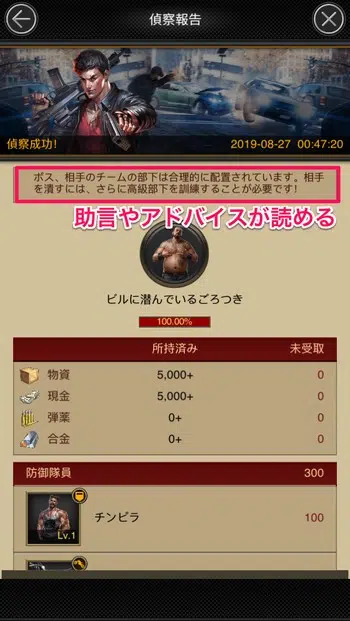 偵察報告
偵察成功!
2019-08-27 00:47:20
ボス、相手のチームの部下は合理的に配置されています。相手
を潰すには、さらに高級部下を訓練することが必要です!
助言やアドバイスが読める
ビルに潜んでいるごろつき
100.00%
所持済み 未受取
物資 5,000+ 0
現金 5,000+ 0
弾薬 0+ 0
合金 0+ 0
防御隊員 300
チンピラ 100
Lv.1